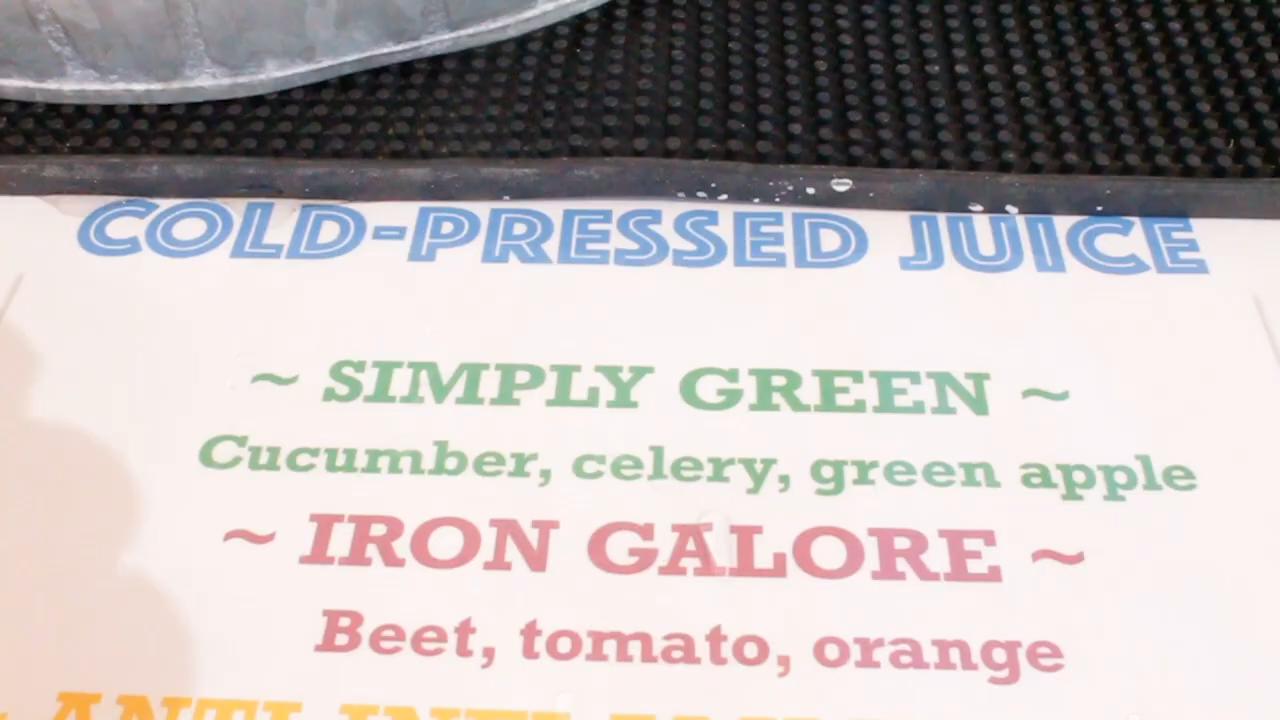 COLD-PRESSED JUICE
~ SIMPLY GREEN ~
Cucumber, celery, green apple
~ IRON GALORE ~
Beet, tomato, orange